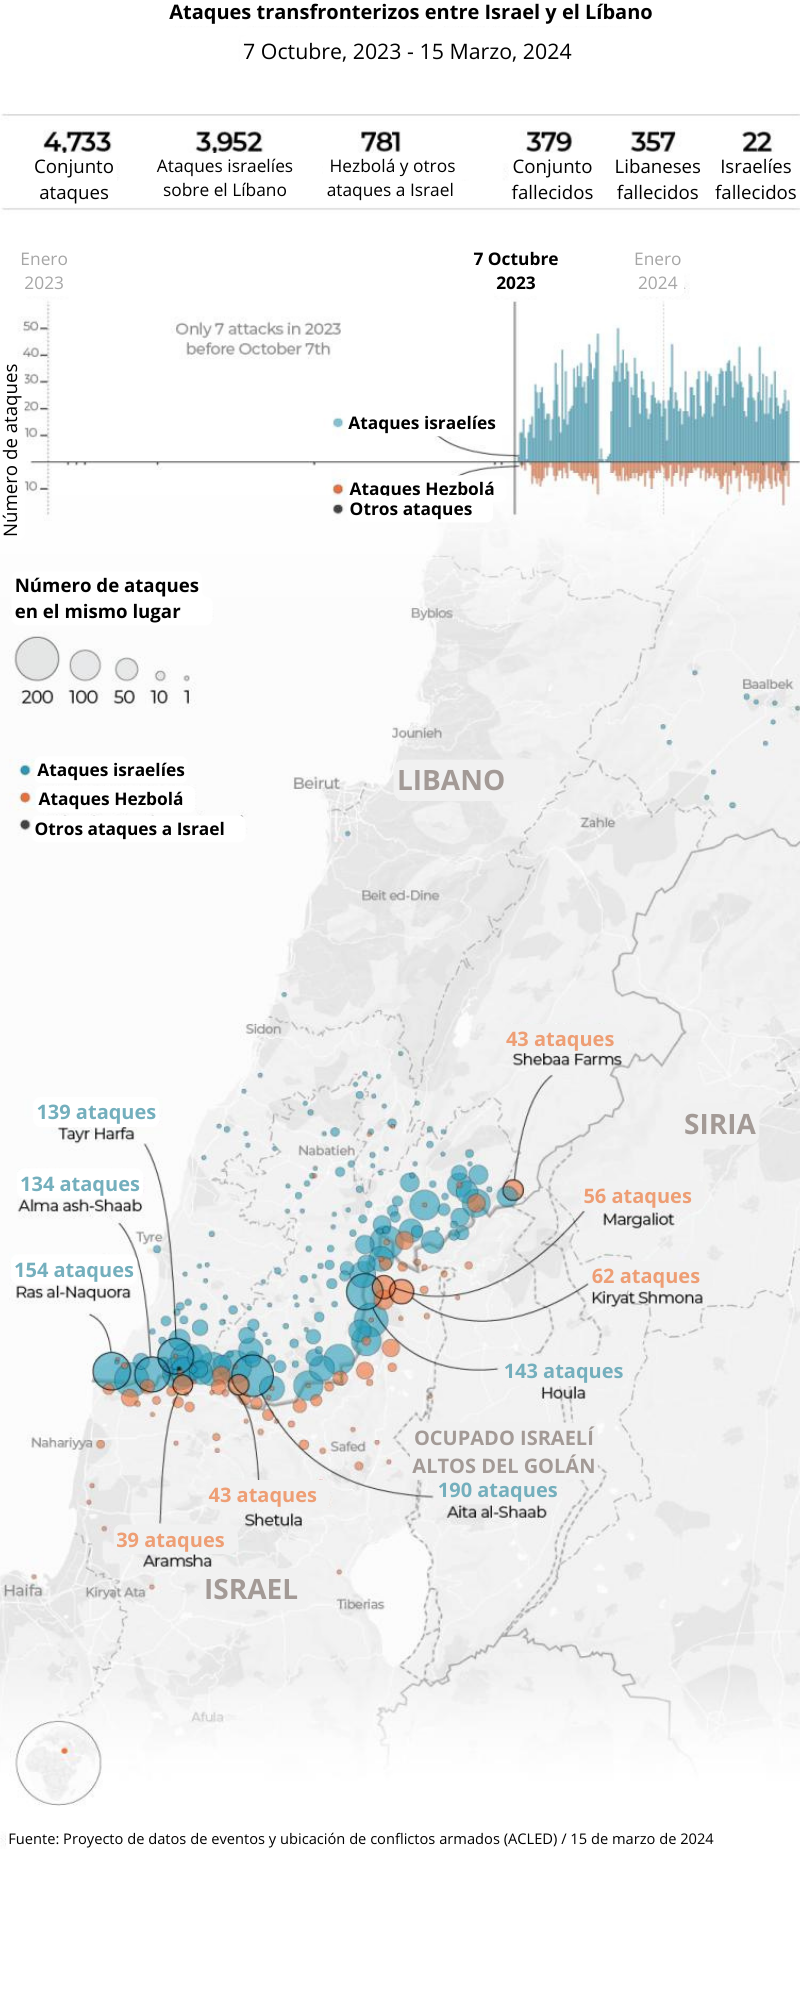 Ataques transfronterizos entre Israel y el Líbano
7 Octubre, 2023 - 15 Marzo, 2024
4,733
Conjunto
ataques
3,952
Ataques israelíes
sobre el Líbano
781
Hezbolá y otros
ataques a Israel
379
Conjunto
fallecidos
357
Libaneses
fallecidos
22
Israelíes
fallecidos
Enero
2023
7 Octubre
2023
Enero
2024
Only 7 attacks in 2023
before October 7th
Número de ataques
50
40
30
20
10
10
Ataques israelíes
Ataques Hezbolá
Otros ataques
Número de ataques
en el mismo lugar
200 100 50 10 1
Ataques israelíes
Ataques Hezbolá
Otros ataques a Israel
Byblos
Baalbek
Jounieh
LIBANO
Beirut
Zahle
Beit ed-Dine
Sidon
43 ataques
Shebaa Farms
139 ataques
Tayr Harfa
SIRIA
Nabatieh
134 ataques
Alma ash-Shaab
56 ataques
Margaliot
Tyre
154 ataques
Ras al-Naquora
62 ataques
Kiryat Shmona
143 ataques
Houla
Nahariyya
Safed
OCUPADO ISRAELÍ
ALTOS DEL GOLÁN
190 ataques
Aita al-Shaab
43 ataques
Shetula
39 ataques
Aramsha
Haifa
Kiryat Ata
ISRAEL
Tiberias
Afula
Fuente: Proyecto de datos de eventos y ubicación de conflictos armados (ACLED) / 15 de marzo de 2024